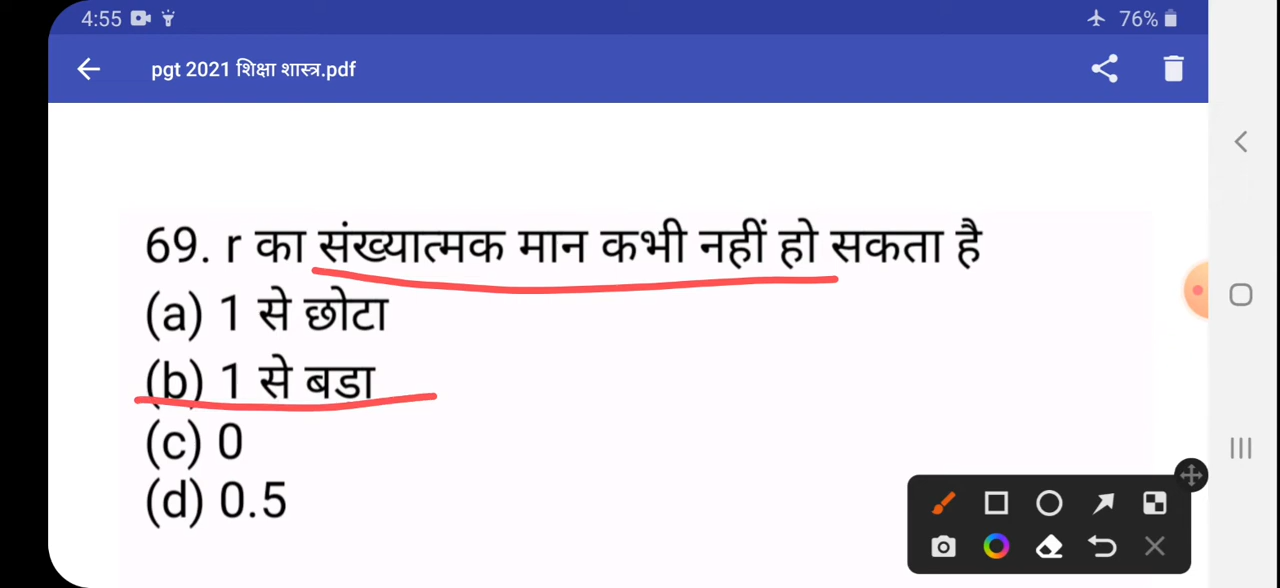 4:55
76%
pgt 2021 शिक्षा शास्त्र.pdf
69. r का संख्यात्मक मान कभी नहीं हो सकता है
(a) 1 से छोटा
(b) 1 से बडा
(c) 0
(d) 0.5